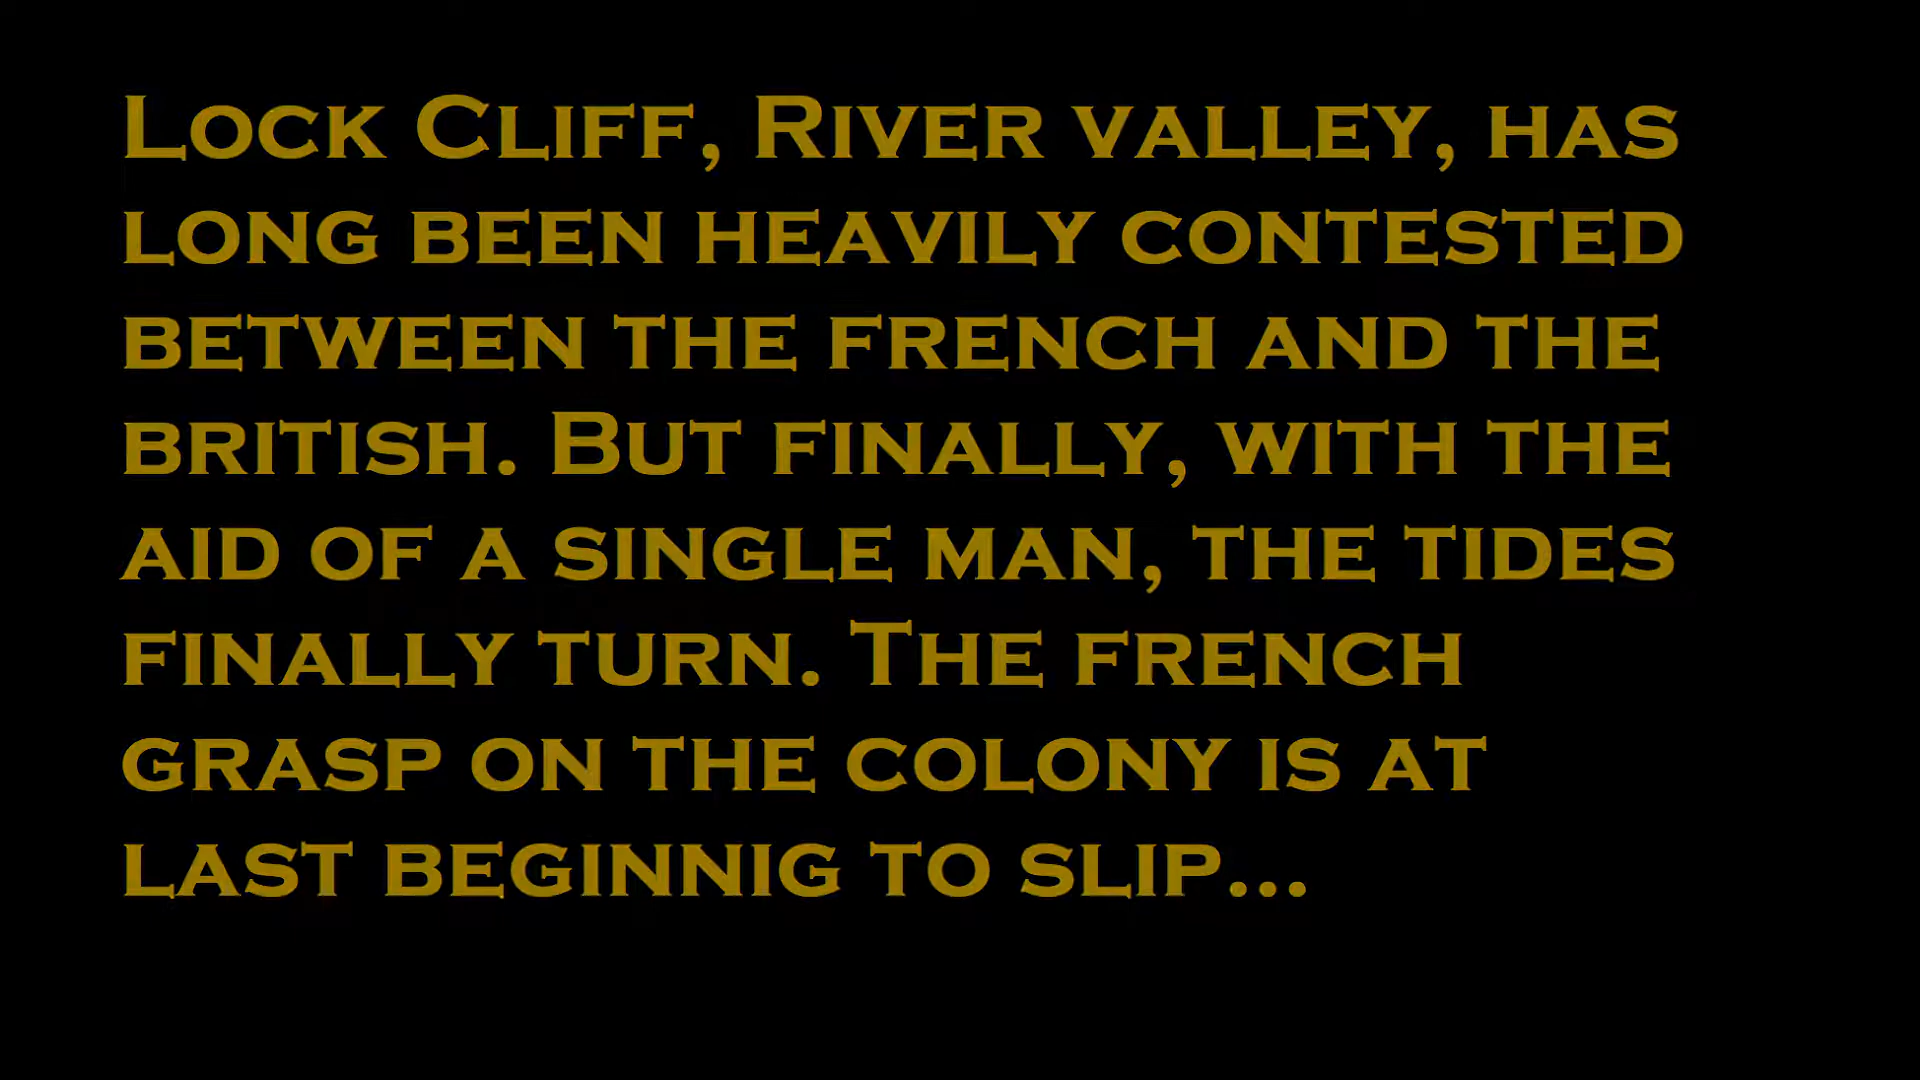 Lock Cliff, River valley, has
long been heavily contested
between the french and the
british. But finally, with the
aid of a single man, the tides
finally turn. The french
grasp on the colony is at
last beginnig to slip...